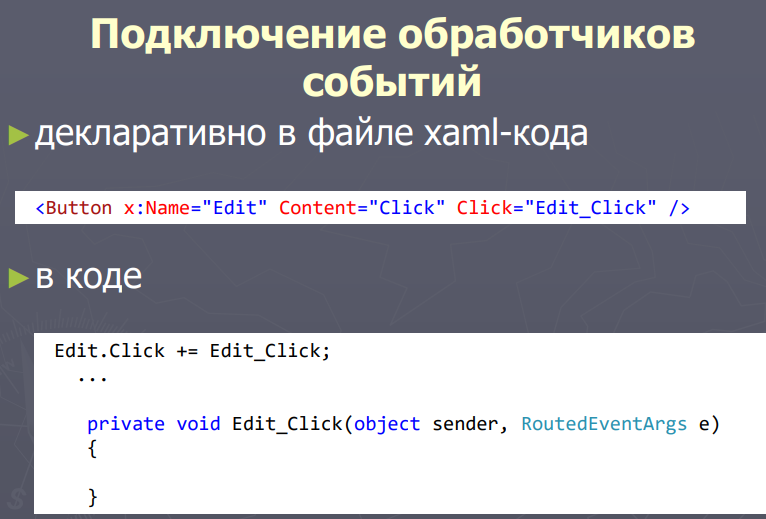 Подключение обработчиков
событий
►декларативно в файле xaml-кода
<Button x:Name="Edit" Content="Click" Click="Edit_Click" />
►в коде
Edit.Click += Edit_Click;
...
private void Edit_Click(object sender, RoutedEventArgs e)
{
}